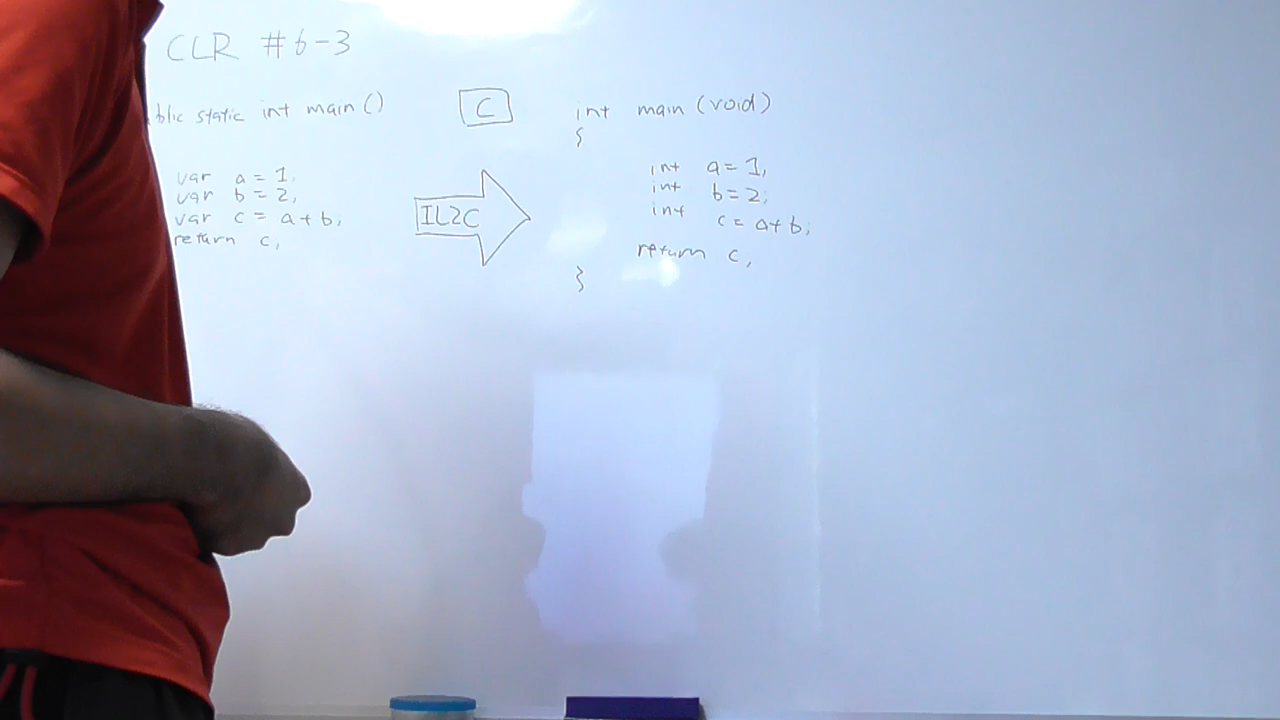 CLR #6-3
blic static int main()
var a = 1,
var b = 2,
var c = a + b;
return c,
IL2C
C
int main (void)
{
int a = 1,
int b = 2;
int c = a + b;
return c,
}